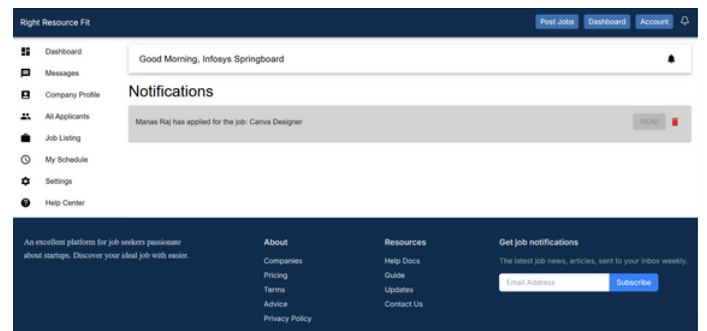 Right Resource Fit
Post Jobs
Dashboard
Account
Dashboard
Messages
Company Profile
All Applicants
Job Listing
My Schedule
Settings
Help Center
Good Morning, Infosys Springboard
Notifications
Manas Raj has applied for the job: Canva Designer
READ
An excellent platform for job seekers passionate
about startups. Discover your ideal job with easier.
About
Companies
Pricing
Terms
Advice
Privacy Policy
Resources
Help Docs
Guide
Updates
Contact Us
Get job notifications
The latest job news, articles, sent to your inbox weekly.
Email Address
Subscribe